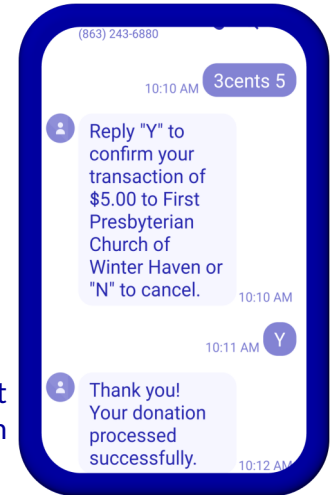 (863) 243-6880
10:10 AM 3cents 5
Reply "Y" to
confirm your
transaction of
$5.00 to First
Presbyterian
Church of
Winter Haven or
"N" to cancel.
10:10 AM
10:11 AM Y
Thank you!
Your donation
processed
successfully.
10:12 AM